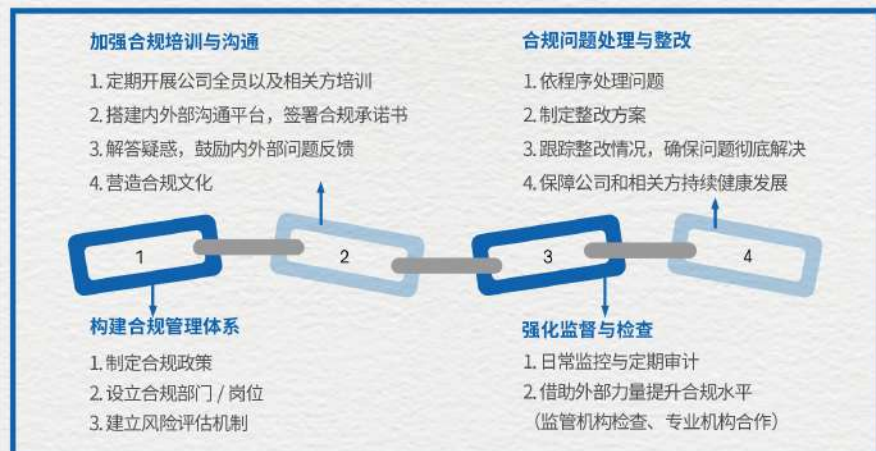 加强合规培训与沟通
1.定期开展公司全员以及相关方培训
2.搭建内外部沟通平台，签署合规承诺书
3.解答疑惑，鼓励内外部问题反馈
4.营造合规文化
合规问题处理与整改
1.依程序处理问题
2.制定整改方案
3.跟踪整改情况，确保问题彻底解决
4.保障公司和相关方持续健康发展
1
2
3
4
构建合规管理体系
1.制定合规政策
2.设立合规部门 / 岗位
3.建立风险评估机制
强化监督与检查
1.日常监控与定期审计
2.借助外部力量提升合规水平
（监管机构检查、专业机构合作）